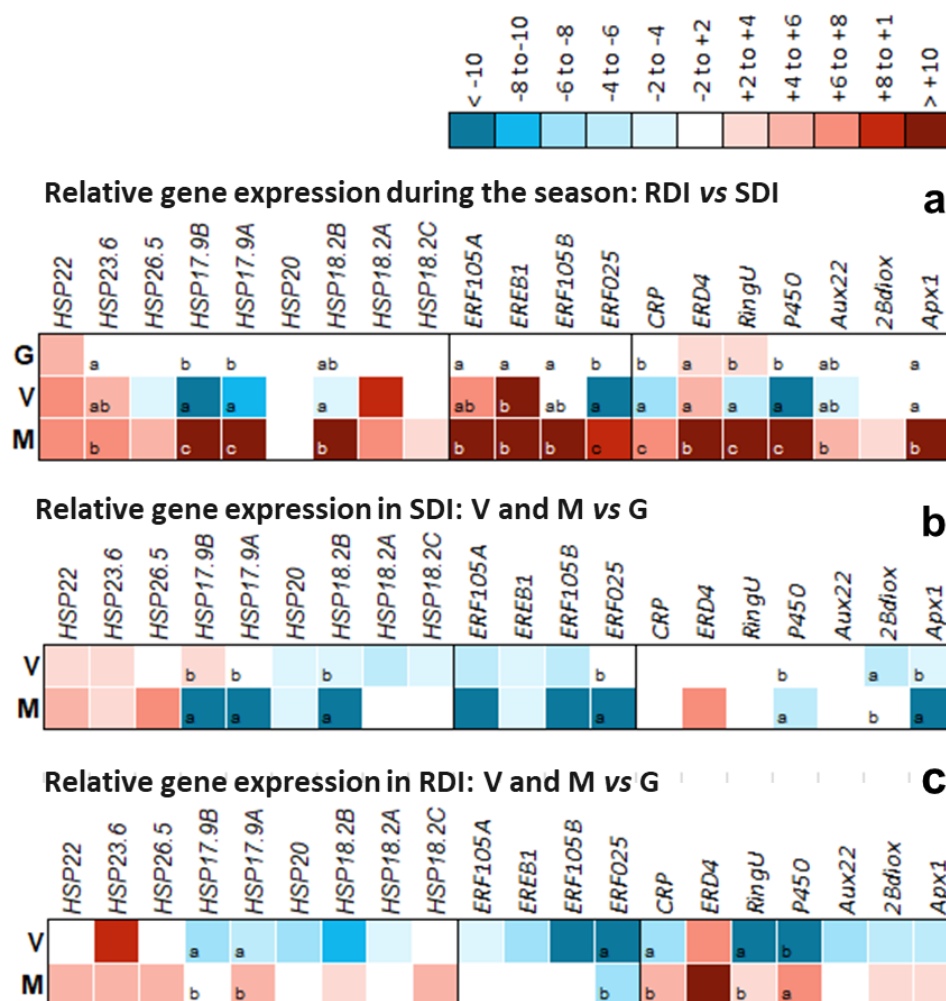 < -10 -8 to-10 -6 to -8 -4 to -6 -2 to -4 -2 to +2 +2 to +4 +4 to +6 +6 to +8 +8 to +1 > +10
Relative gene expression during the season: RDI vs SDI a
HSP22 HSP23.6 HSP26.5 HSP17.9B HSP17.9A HSP20 HSP18.2B HSP18.2A HSP18.2C ERF105A EREB1 ERF105B ERF025 CRP ERD4 RingU P450 Aux22 2Bdiox Apx1
G a b b ab a a a b b a b b ab a
V ab a a a ab b ab a a a a a ab a
M b c c b b b b c c b c c b b
Relative gene expression in SDI: V and M vs G b
HSP22 HSP23.6 HSP26.5 HSP17.9B HSP17.9A HSP20 HSP18.2B HSP18.2A HSP18.2C ERF105A EREB1 ERF105B ERF025 CRP ERD4 RingU P450 Aux22 2Bdiox Apx1
V b b b b b a b
M a a a a a b a
Relative gene expression in RDI: V and M vs G c
HSP22 HSP23.6 HSP26.5 HSP17.9B HSP17.9A HSP20 HSP18.2B HSP18.2A HSP18.2C ERF105A EREB1 ERF105B ERF025 CRP ERD4 RingU P450 Aux22 2Bdiox Apx1
V a a a a a b
M b b b b b a